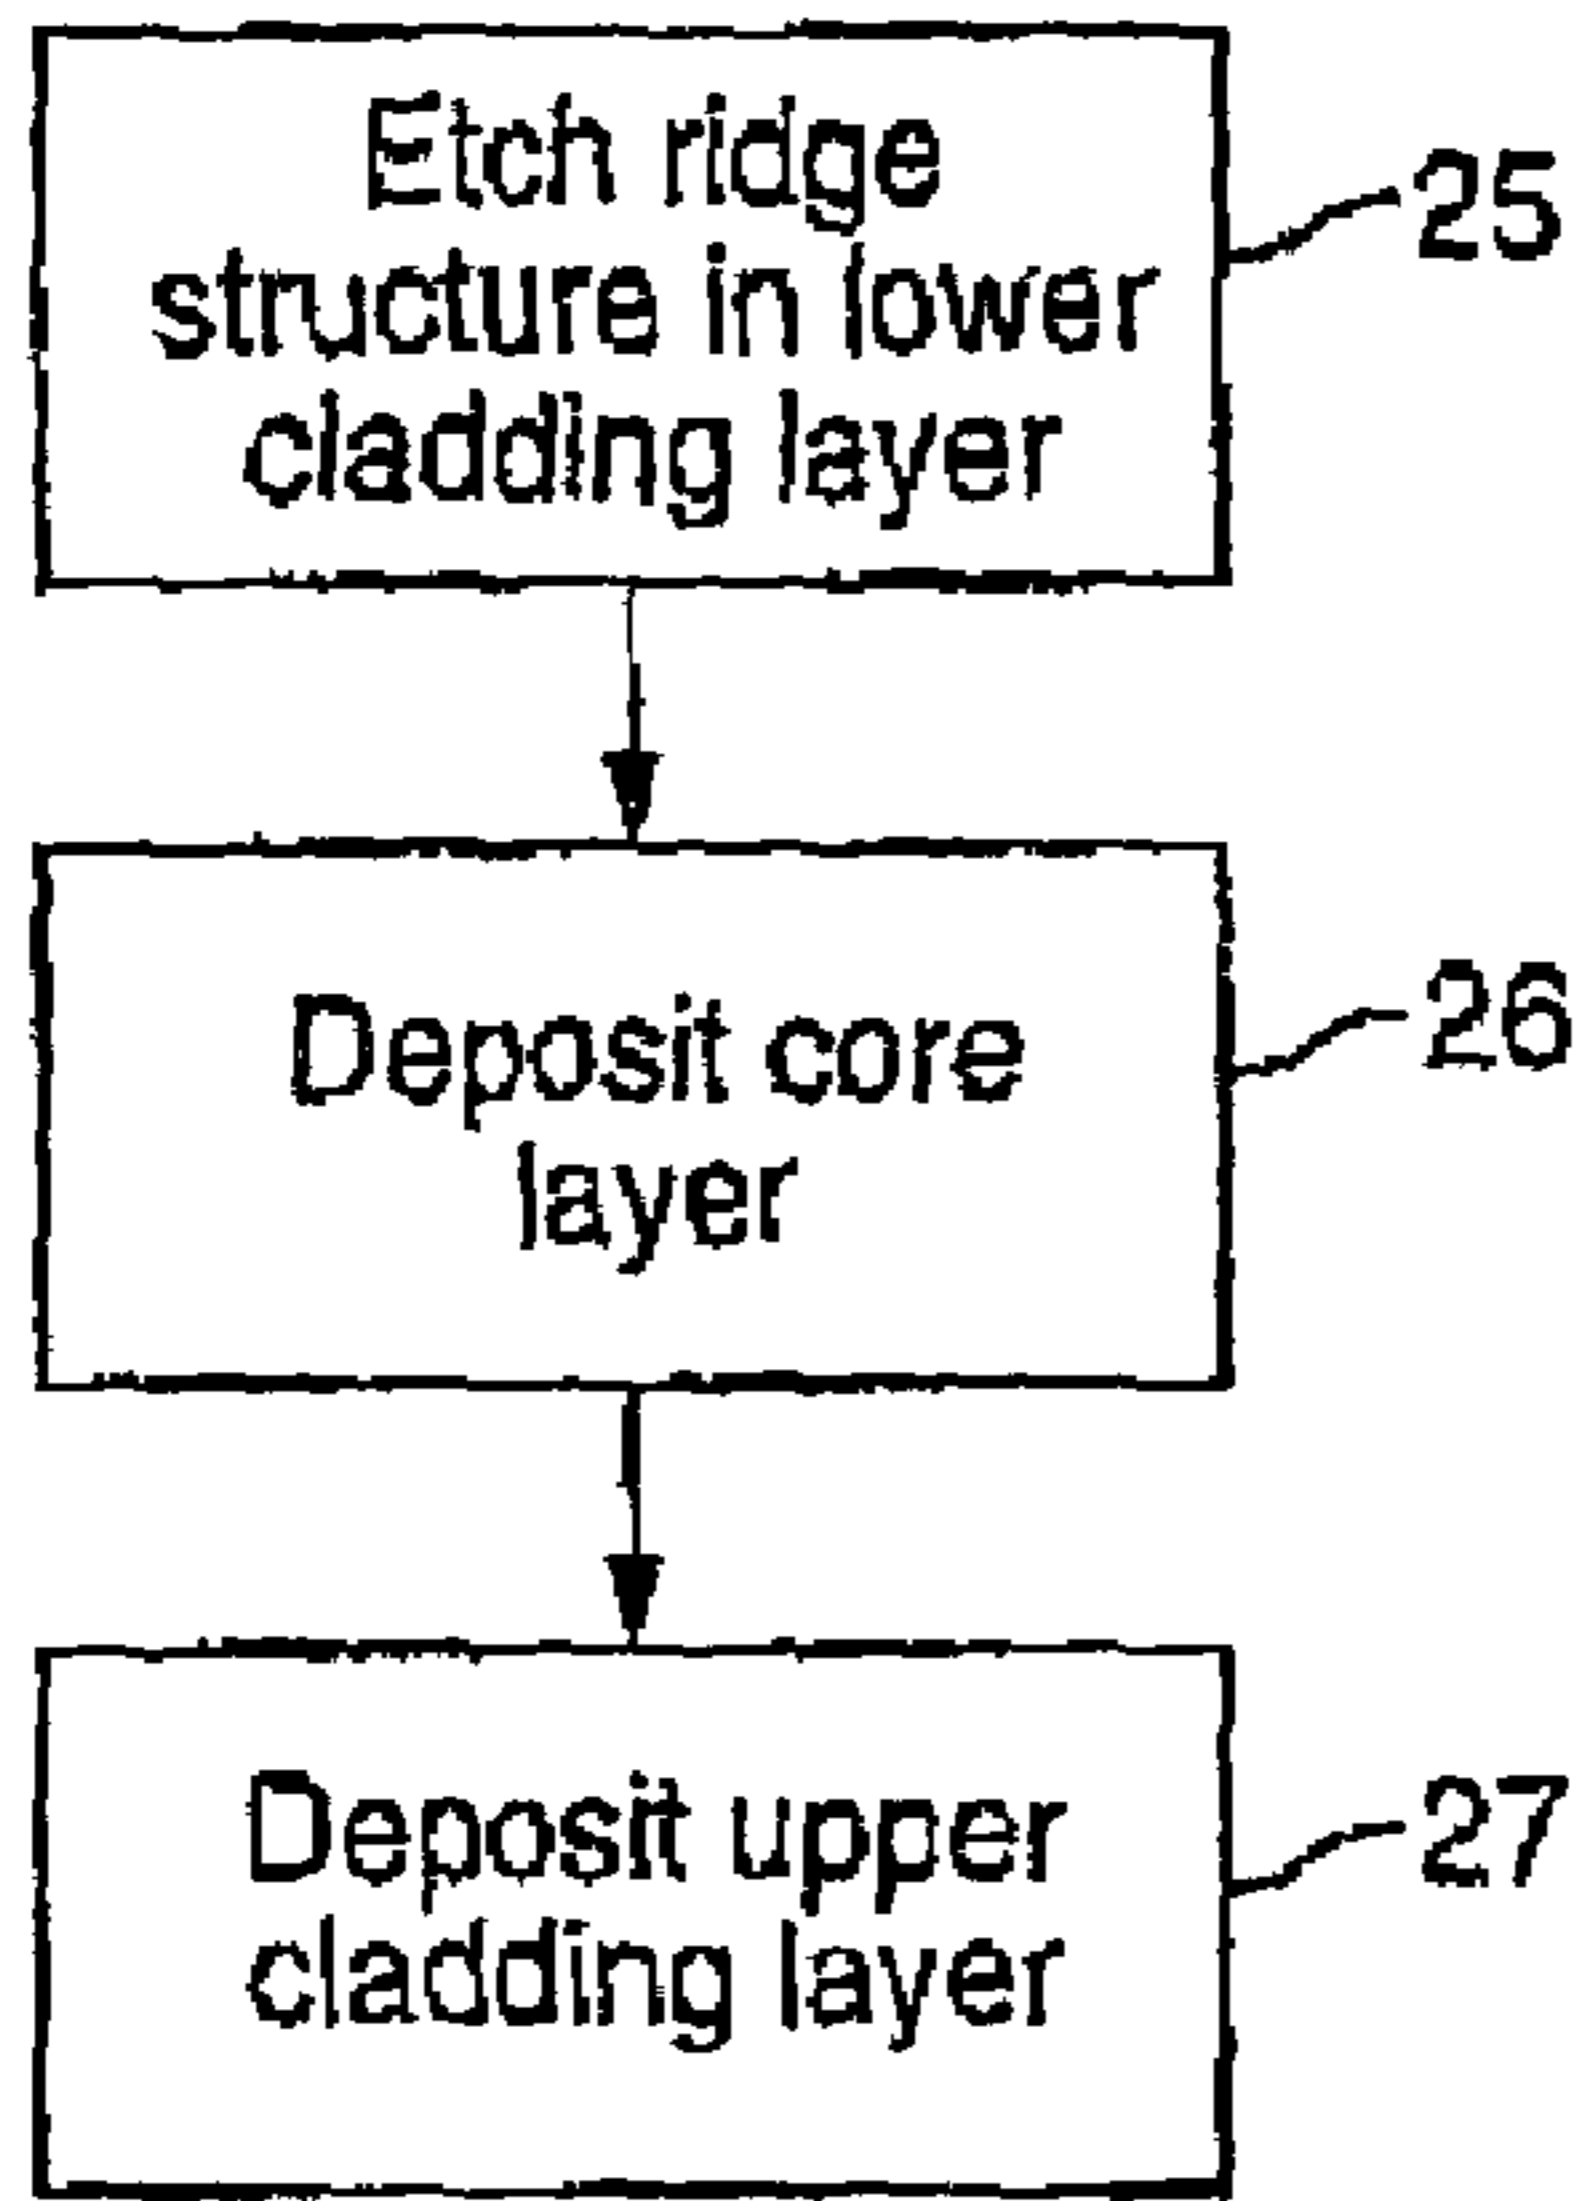 Etch ridge
structure in lower
cladding layer
25
Deposit core
layer
26
Deposit upper
cladding layer
27